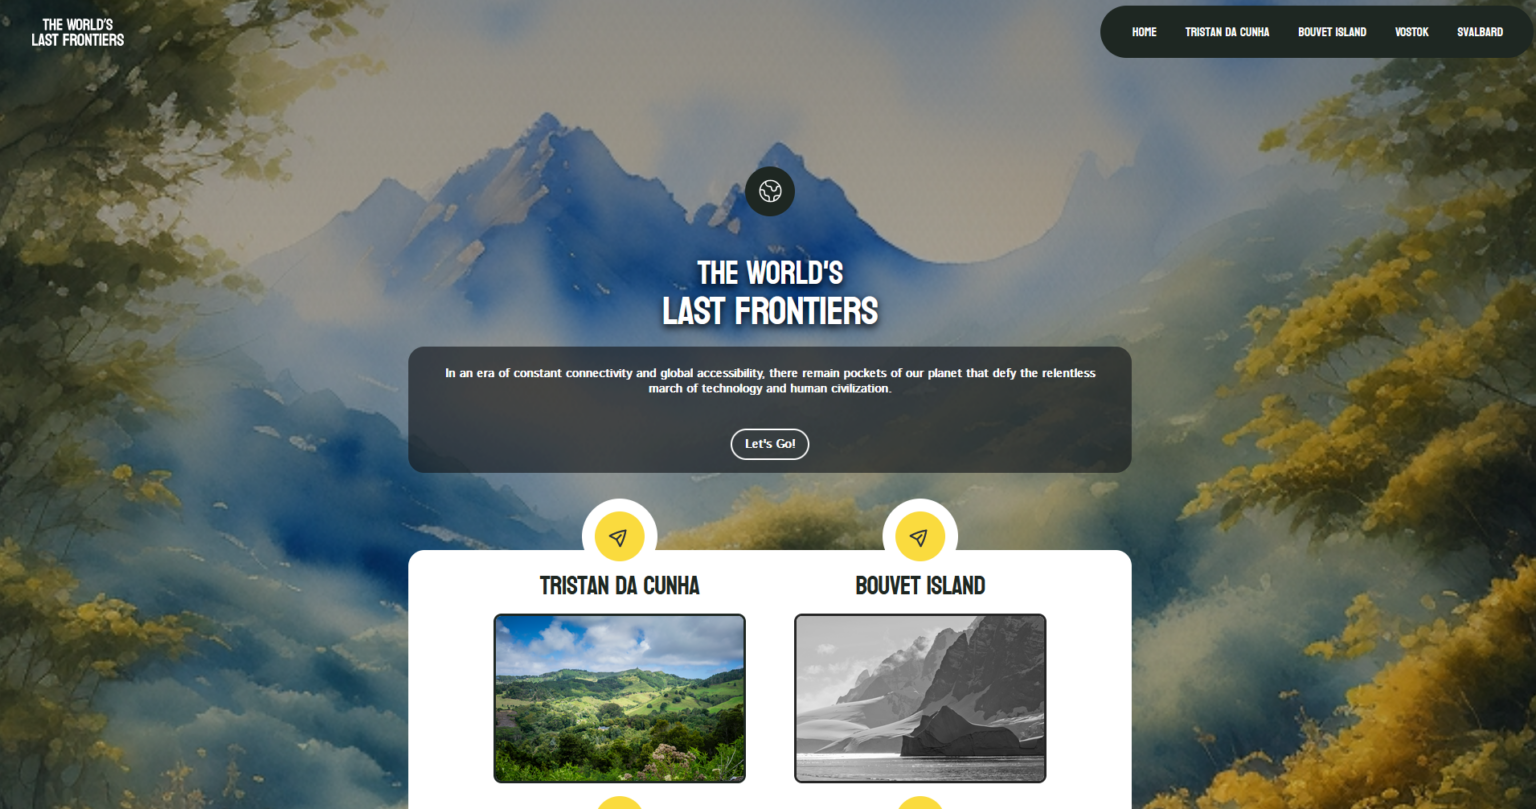 THE WORLD'S
LAST FRONTIERS
HOME TRISTAN DA CUNHA BOUVET ISLAND VOSTOK SVALBARD
THE WORLD'S
LAST FRONTIERS
In an era of constant connectivity and global accessibility, there remain pockets of our planet that defy the relentless
march of technology and human civilization.
Let's Go!
TRISTAN DA CUNHA
BOUVET ISLAND